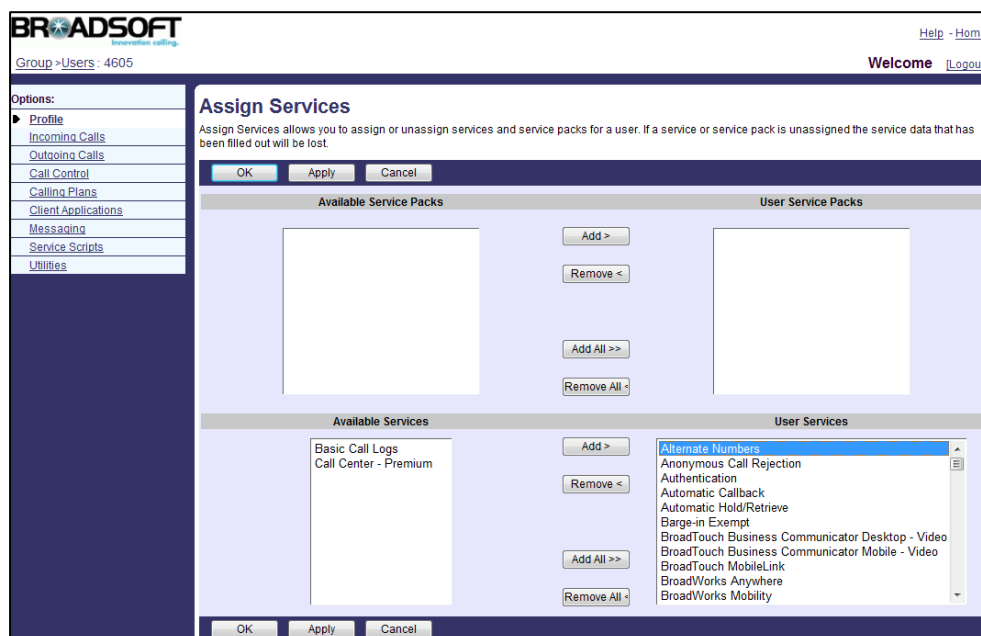 BROADSOFT
innovation calling.
Help - Hom
Group >Users : 4605
Welcome [Logou
Options:
Profile
Incoming Calls
Outgoing Calls
Call Control
Calling Plans
Client Applications
Messaging
Service Scripts
Utilities
Assign Services
Assign Services allows you to assign or unassign services and service packs for a user. If a service or service pack is unassigned the service data that has
been filled out will be lost.
OK Apply Cancel
Available Service Packs User Service Packs
Add >
Remove <
Add All >>
Remove All <
Available Services User Services
Basic Call Logs
Call Center - Premium
Add >
Remove <
Add All >>
Remove All <
Alternate Numbers
Anonymous Call Rejection
Authentication
Automatic Callback
Automatic Hold/Retrieve
Barge-in Exempt
BroadTouch Business Communicator Desktop - Video
BroadTouch Business Communicator Mobile - Video
BroadTouch MobileLink
BroadWorks Anywhere
BroadWorks Mobility
OK Apply Cancel